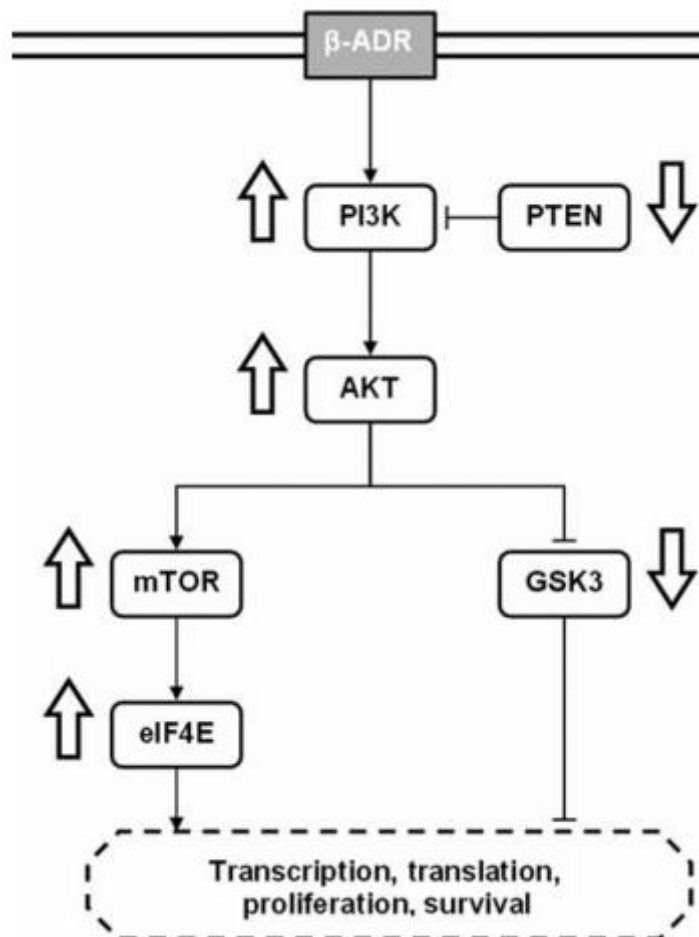 β-ADR
PI3K
PTEN
AKT
mTOR
GSK3
eIF4E
Transcription, translation,
proliferation, survival